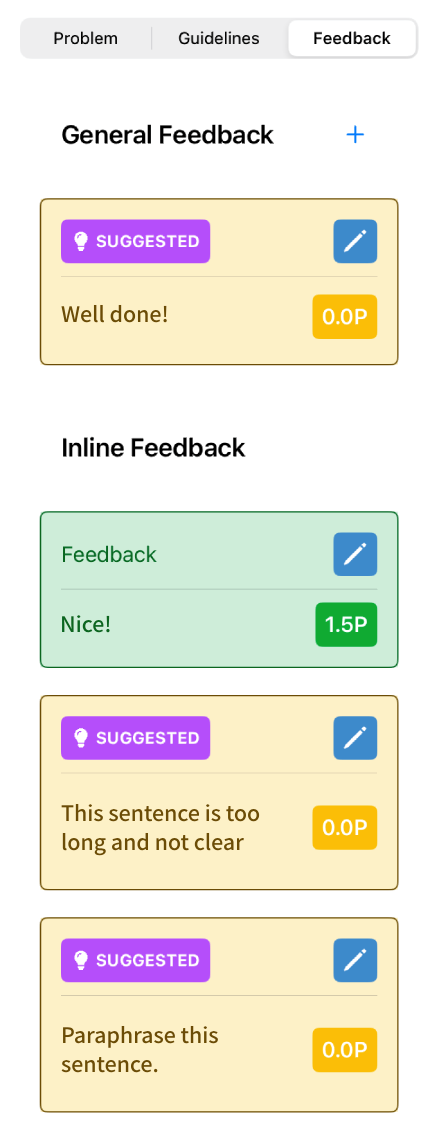 Problem
Guidelines
Feedback
General Feedback
SUGGESTED
Well done!
0.0P
Inline Feedback
Feedback
Nice!
1.5P
SUGGESTED
This sentence is too
long and not clear
0.0P
SUGGESTED
Paraphrase this
sentence.
0.0P